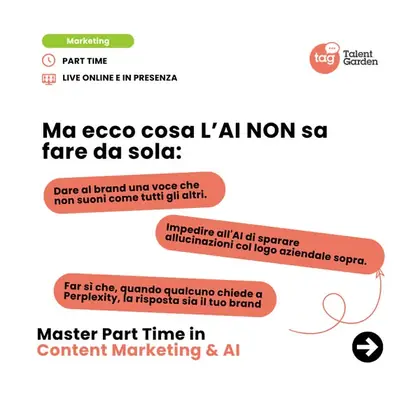 Marketing
PART TIME
LIVE ONLINE E IN PRESENZA
tag
Talent
Garden
Ma ecco cosa L’AI NON sa
fare da sola:
Dare al brand una voce che
non suoni come tutti gli altri.
Impedire all'AI di sparare
allucinazioni col logo aziendale sopra.
Far sì che, quando qualcuno chiede a
Perplexity, la risposta sia il tuo brand
Master Part Time in
Content Marketing & AI